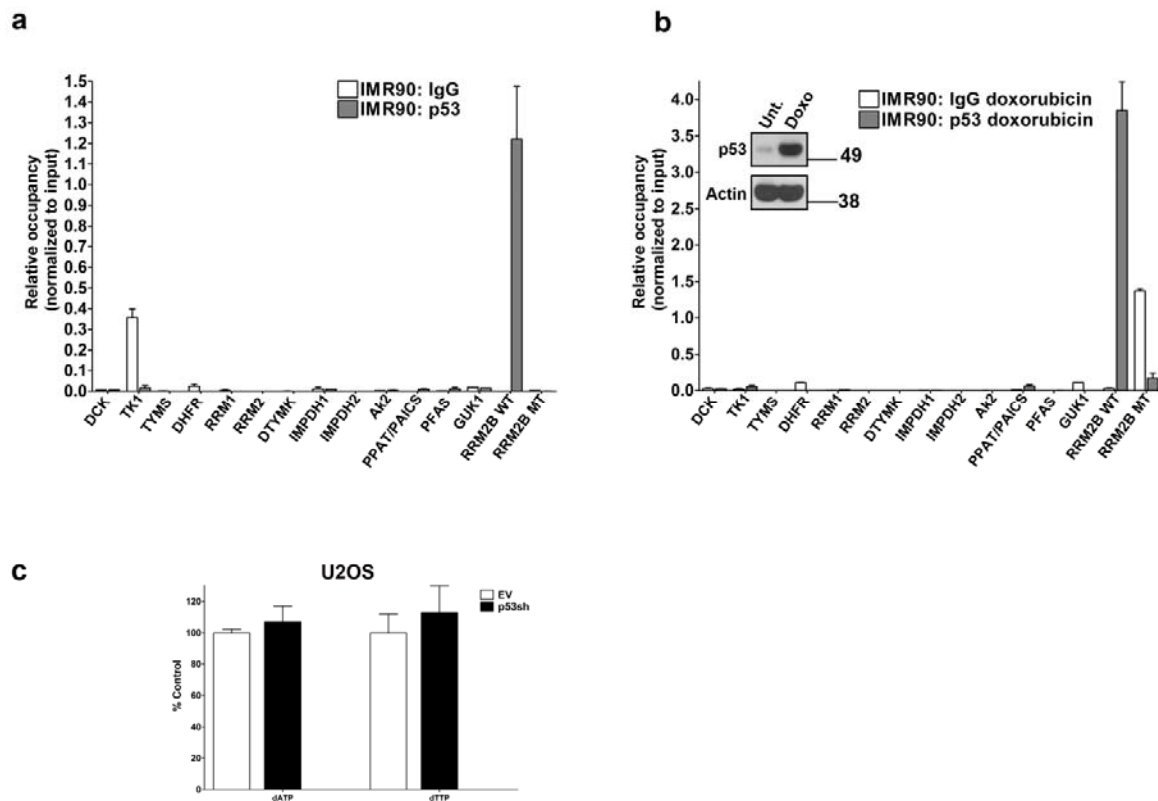 a
IMR90: IgG
IMR90: p53
Relative occupancy
(normalized to input)
1.5
1.4
1.3
1.2
1.1
1.0
0.9
0.8
0.7
0.6
0.5
0.4
0.3
0.2
0.1
0.0
DCK
TK1
TYMS
DHFR
RRM1
RRM2
DTYMK
IMPDH1
IMPDH2
Ak2
PPAT/PAICS
PFAS
GUK1
RRM2B WT
RRM2B MT
b
IMR90: IgG doxorubicin
IMR90: p53 doxorubicin
Unt.
Doxo
p53
49
Actin
38
Relative occupancy
(normalized to input)
4.0
3.5
3.0
2.5
2.0
1.5
1.0
0.5
0.0
DCK
TK1
TYMS
DHFR
RRM1
RRM2
DTYMK
IMPDH1
IMPDH2
Ak2
PPAT/PAICS
PFAS
GUK1
RRM2B WT
RRM2B MT
c
U2OS
EV
p53sh
% Control
120
100
80
60
40
20
0
dATP
dTTP